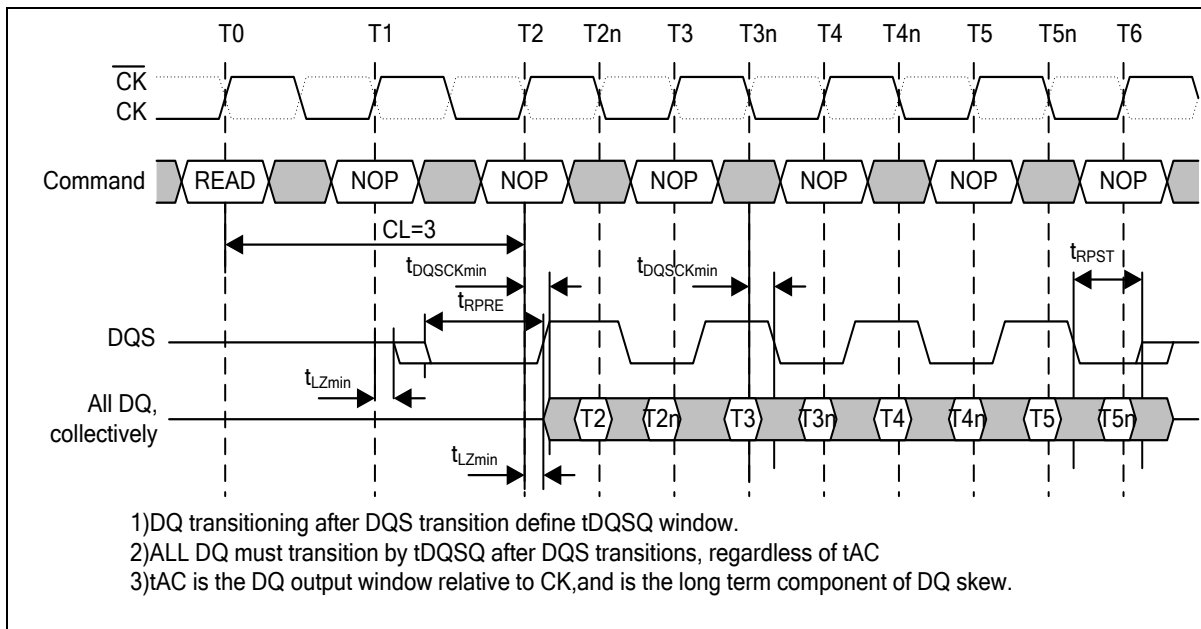 T0 T1 T2 T2n T3 T3n T4 T4n T5 T5n T6
CK
CK
Command READ NOP NOP NOP NOP NOP NOP
CL=3
tDQSCKmin tDQSCKmin tRPST
tRPRE
DQS
tLZmin
All DQ, collectively T2 T2n T3 T3n T4 T4n T5 T5n
tLZmin
1)DQ transitioning after DQS transition define tDQSQ window.
2)ALL DQ must transition by tDQSQ after DQS transitions, regardless of tAC
3)tAC is the DQ output window relative to CK,and is the long term component of DQ skew.